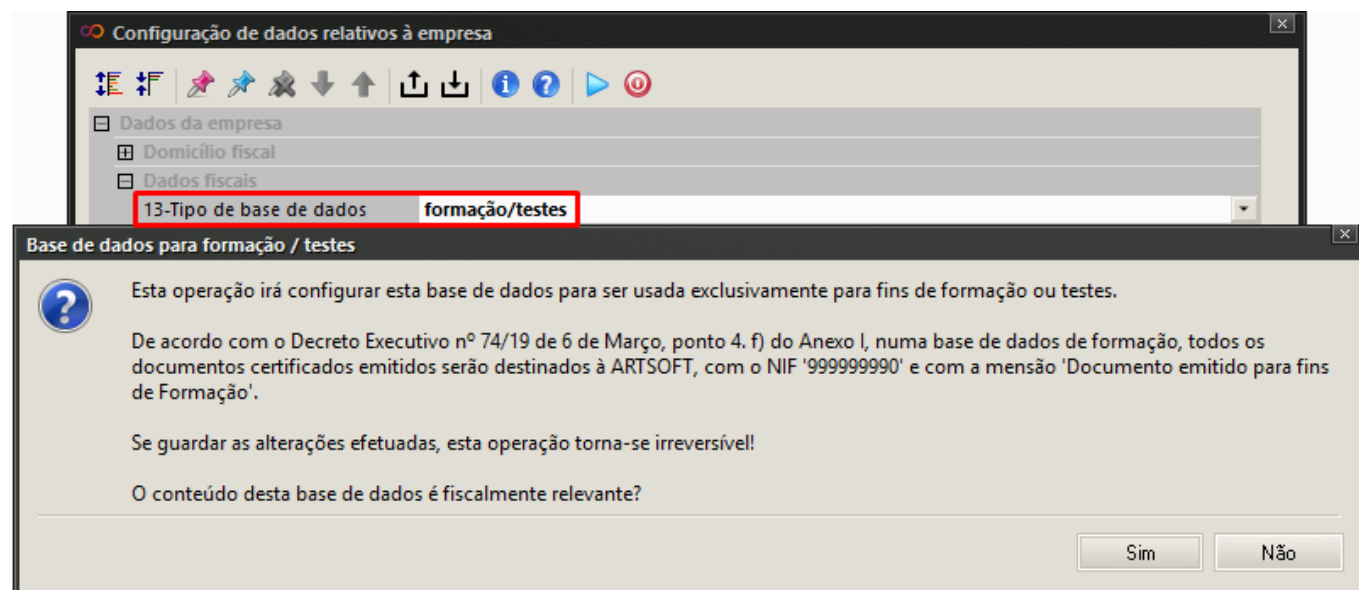 Configuração de dados relativos à empresa
Dados da empresa
Domicílio fiscal
Dados fiscais
13-Tipo de base de dados formação/testes
Base de dados para formação / testes
Esta operação irá configurar esta base de dados para ser usada exclusivamente para fins de formação ou testes.
De acordo com o Decreto Executivo nº 74/19 de 6 de Março, ponto 4. f) do Anexo I, numa base de dados de formação, todos os
documentos certificados emitidos serão destinados à ARTSOFT, com o NIF '999999990' e com a mensão 'Documento emitido para fins
de Formação'.
Se guardar as alterações efetuadas, esta operação torna-se irreversível!
O conteúdo desta base de dados é fiscalmente relevante?
Sim Não